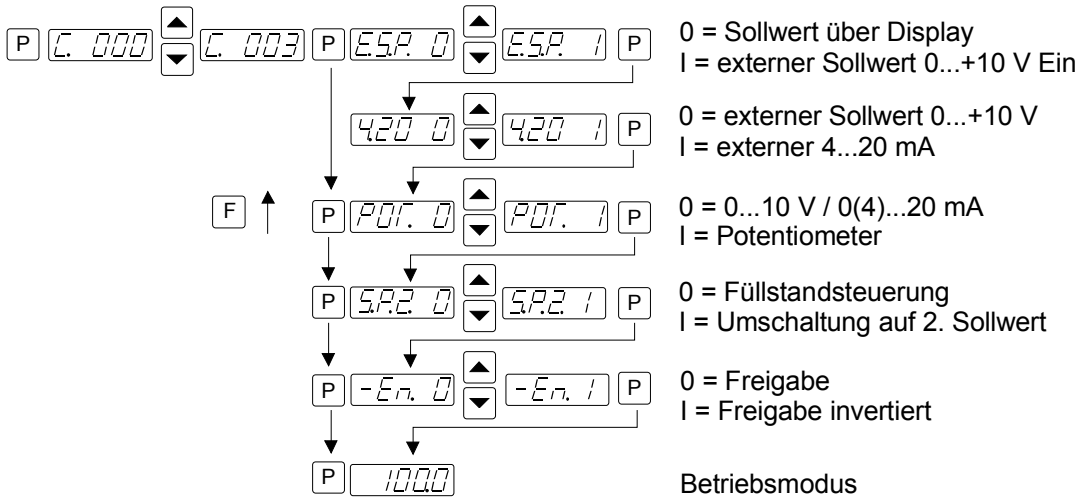 P C. 000 C. 003 P E.S.P. 0 E.S.P. 1 P 0 = Sollwert über Display
I = externer Sollwert 0...+10 V Ein
4.20 0 4.20 1 P 0 = externer Sollwert 0...+10 V
I = externer 4...20 mA
F P POT. 0 POT. 1 P 0 = 0...10 V / 0(4)...20 mA
I = Potentiometer
P S.P.2. 0 S.P.2. 1 P 0 = Füllstandsteuerung
I = Umschaltung auf 2. Sollwert
P -En. 0 -En. 1 P 0 = Freigabe
I = Freigabe invertiert
P 100.0 Betriebsmodus